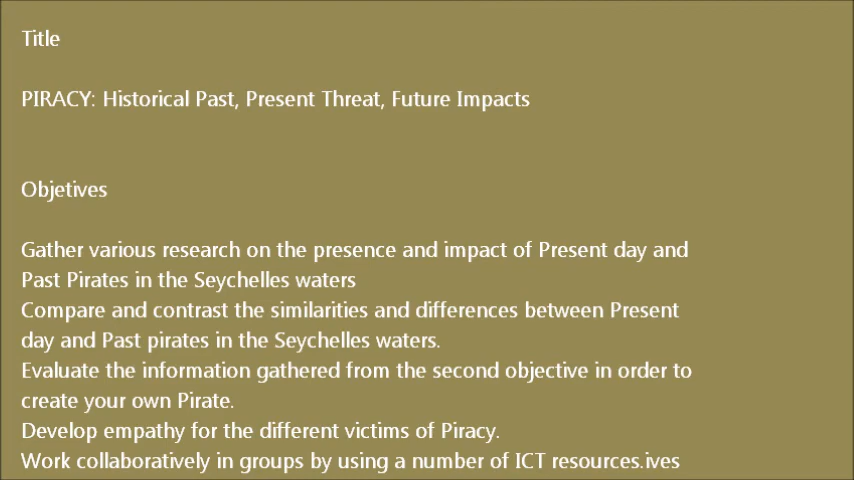 Title
PIRACY: Historical Past, Present Threat, Future Impacts
Objetives
Gather various research on the presence and impact of Present day and
Past Pirates in the Seychelles waters
Compare and contrast the similarities and differences between Present
day and Past pirates in the Seychelles waters.
Evaluate the information gathered from the second objective in order to
create your own Pirate.
Develop empathy for the different victims of Piracy.
Work collaboratively in groups by using a number of ICT resources.ives